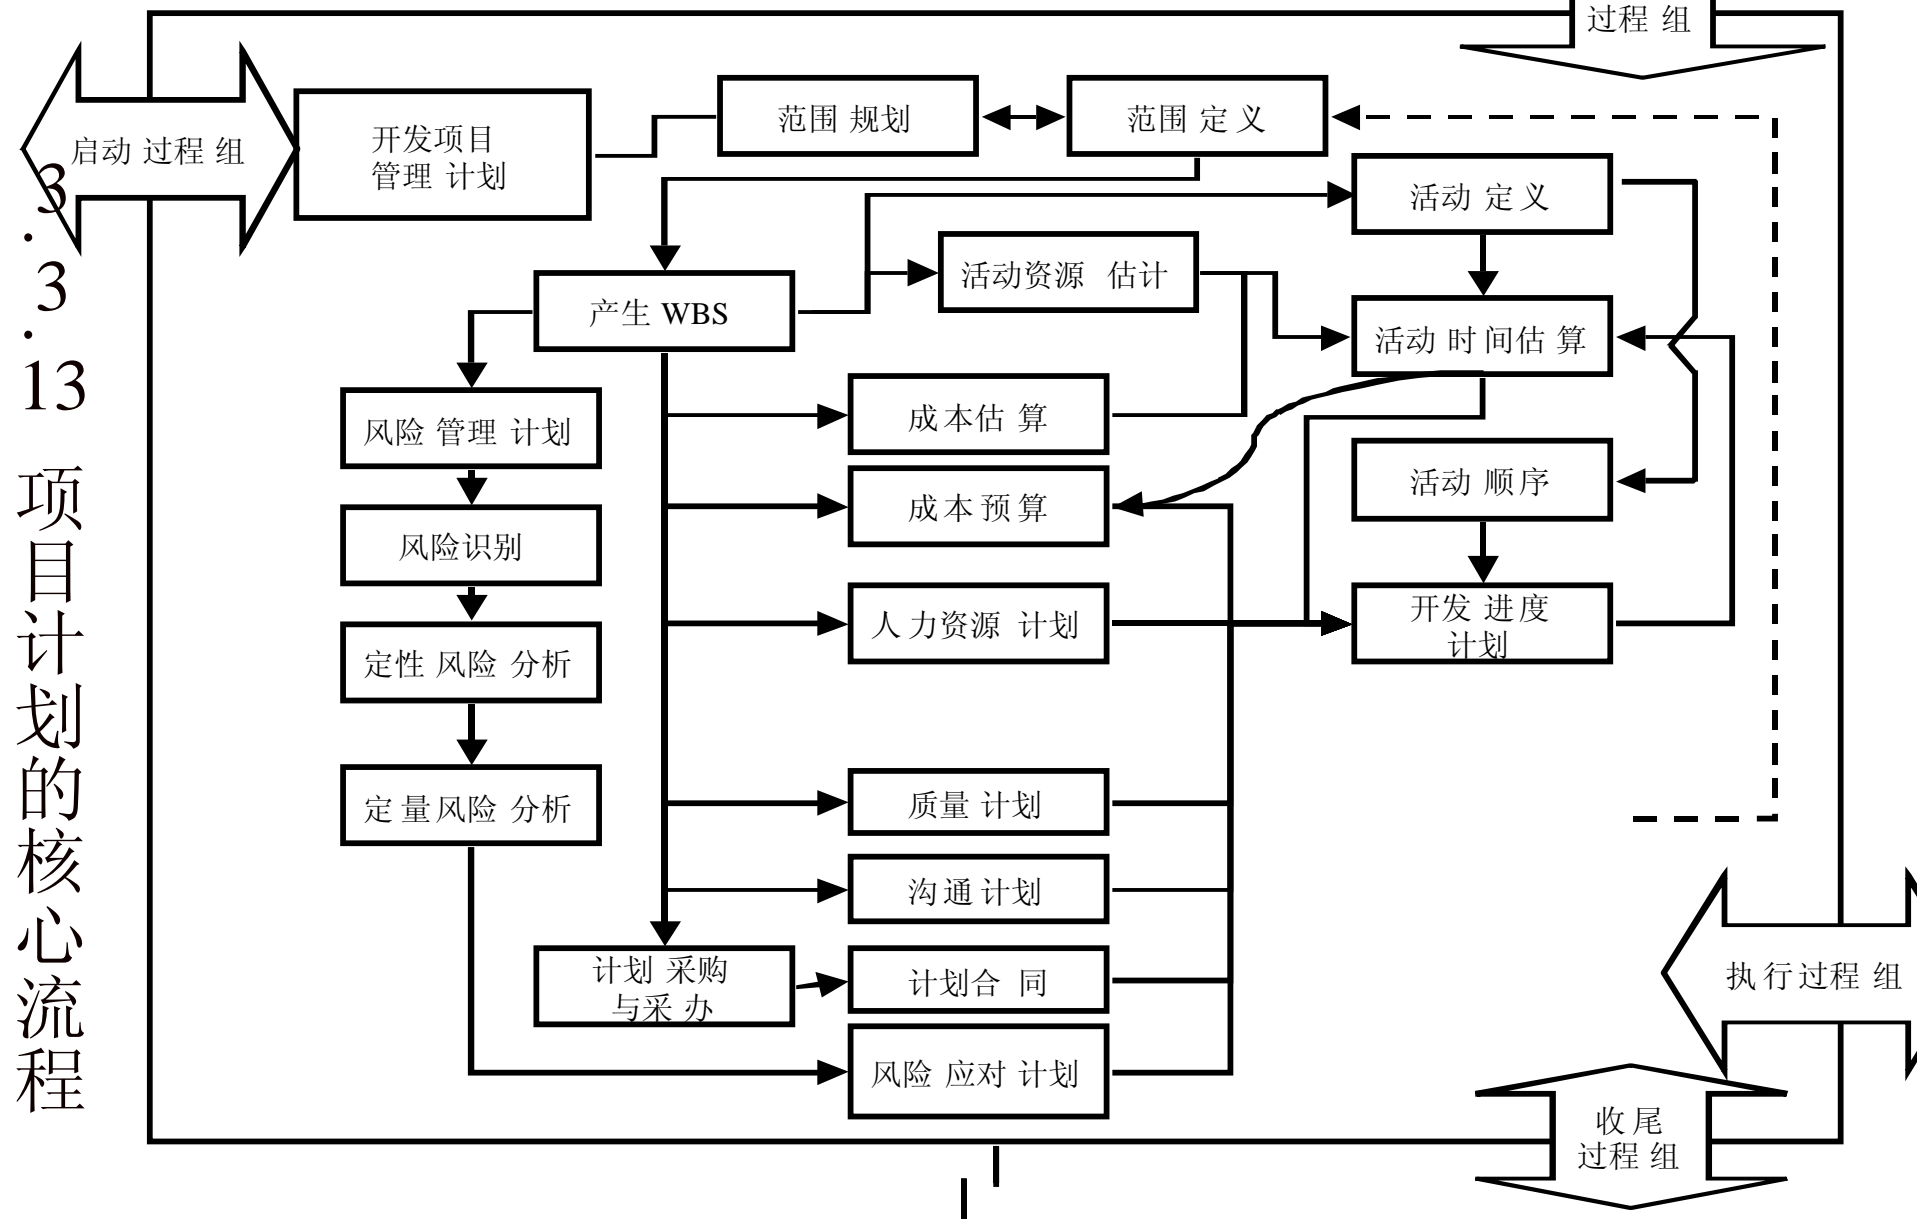 3.3.13 项目计划的核心流程
过程 组
启动 过程 组
开发项目
管理 计划
范围 规划
范围 定义
活动 定义
活动资源 估计
产生 WBS
活动 时间估 算
风险 管理 计划
成本估 算
活动 顺序
成本预算
风险识别
人力资源 计划
开发 进度
计划
定性 风险 分析
定量风险 分析
质量 计划
沟通计划
计划 采购
与采 办
计划合 同
执行过程 组
风险 应对 计划
收尾
过程 组